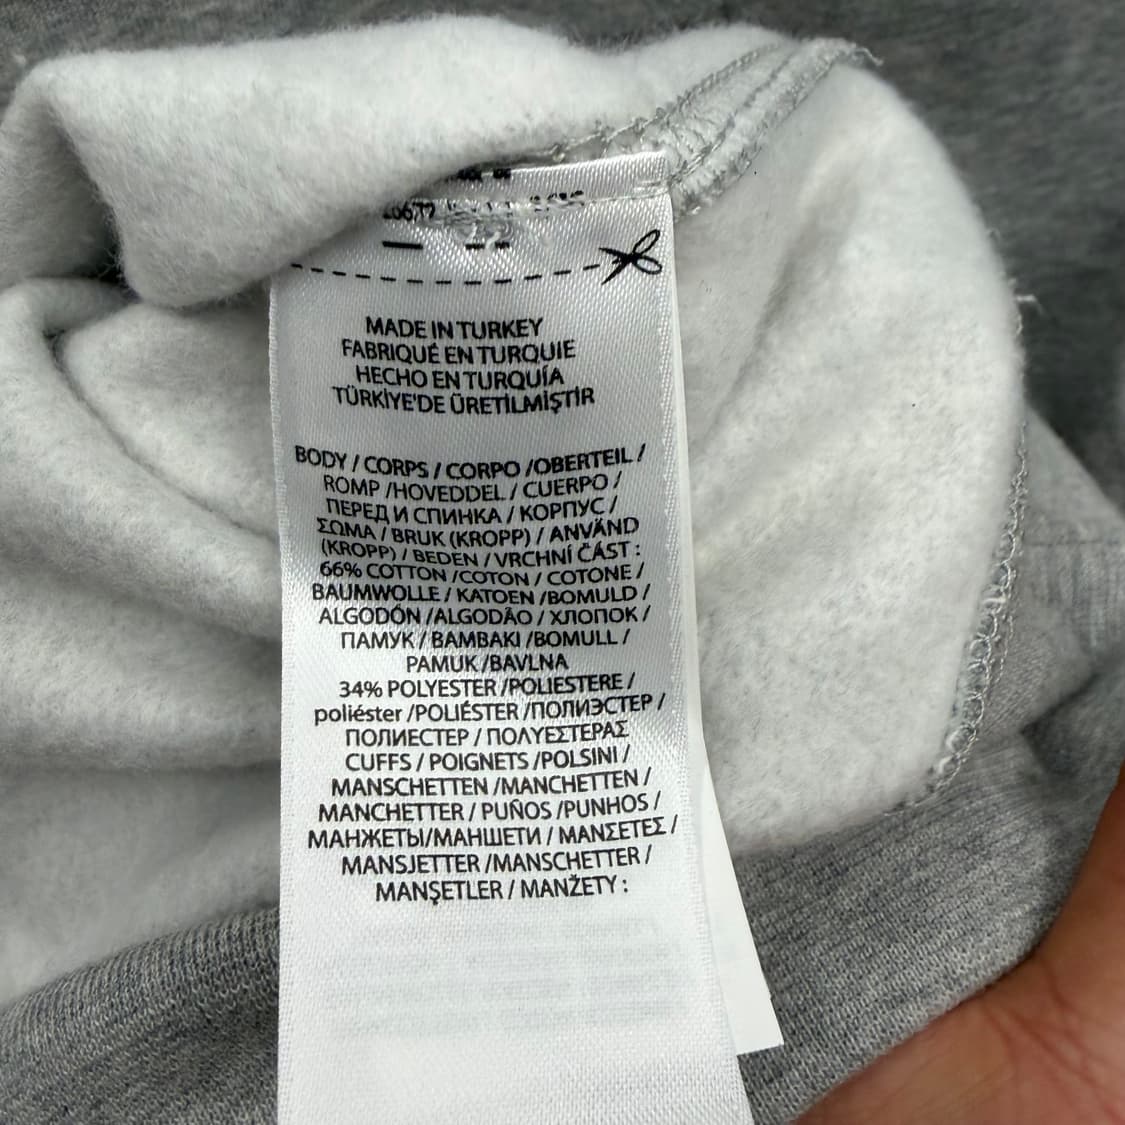 MADE IN TURKEY
FABRIQUÉ EN TURQUIE
HECHO EN TURQUÍA
TÜRKİYE'DE ÜRETİLMİŞTİR
BODY / CORPS / CORPO /OBERTEIL /
ROMP /HOVEDDEL / CUERPO /
ПЕРЕД И СПИНКА / КОРПУС /
ΣΩΜΑ / BRUK (KROPP) / ANVÄND
(KROPP) / BEDEN / VRCHNÍ ČÁST :
66% COTTON /COTON / COTONE /
BAUMWOLLE / KATOEN /BOMULD /
ALGODÓN /ALGODÃO / ХЛОПОК /
ПАМУК / BAMBAKI /BOMULL /
PAMUK /BAVLNA
34% POLYESTER /POLIESTERE /
poliéster /POLIÉSTER /ПОЛИЭСТЕР /
ПОЛИЕСТЕР / ΠΟΛΥΕΣΤΕΡΑΣ
CUFFS / POIGNETS /POLSINI /
MANSCHETTEN /MANCHETTEN /
MANCHETTER / PUÑOS /PUNHOS /
МАНЖЕТЫ/МАНШЕТИ / ΜΑΝΣΕΤΕΣ /
MANSJETTER /MANSCHETTER /
MANŞETLER / MANŽETY :